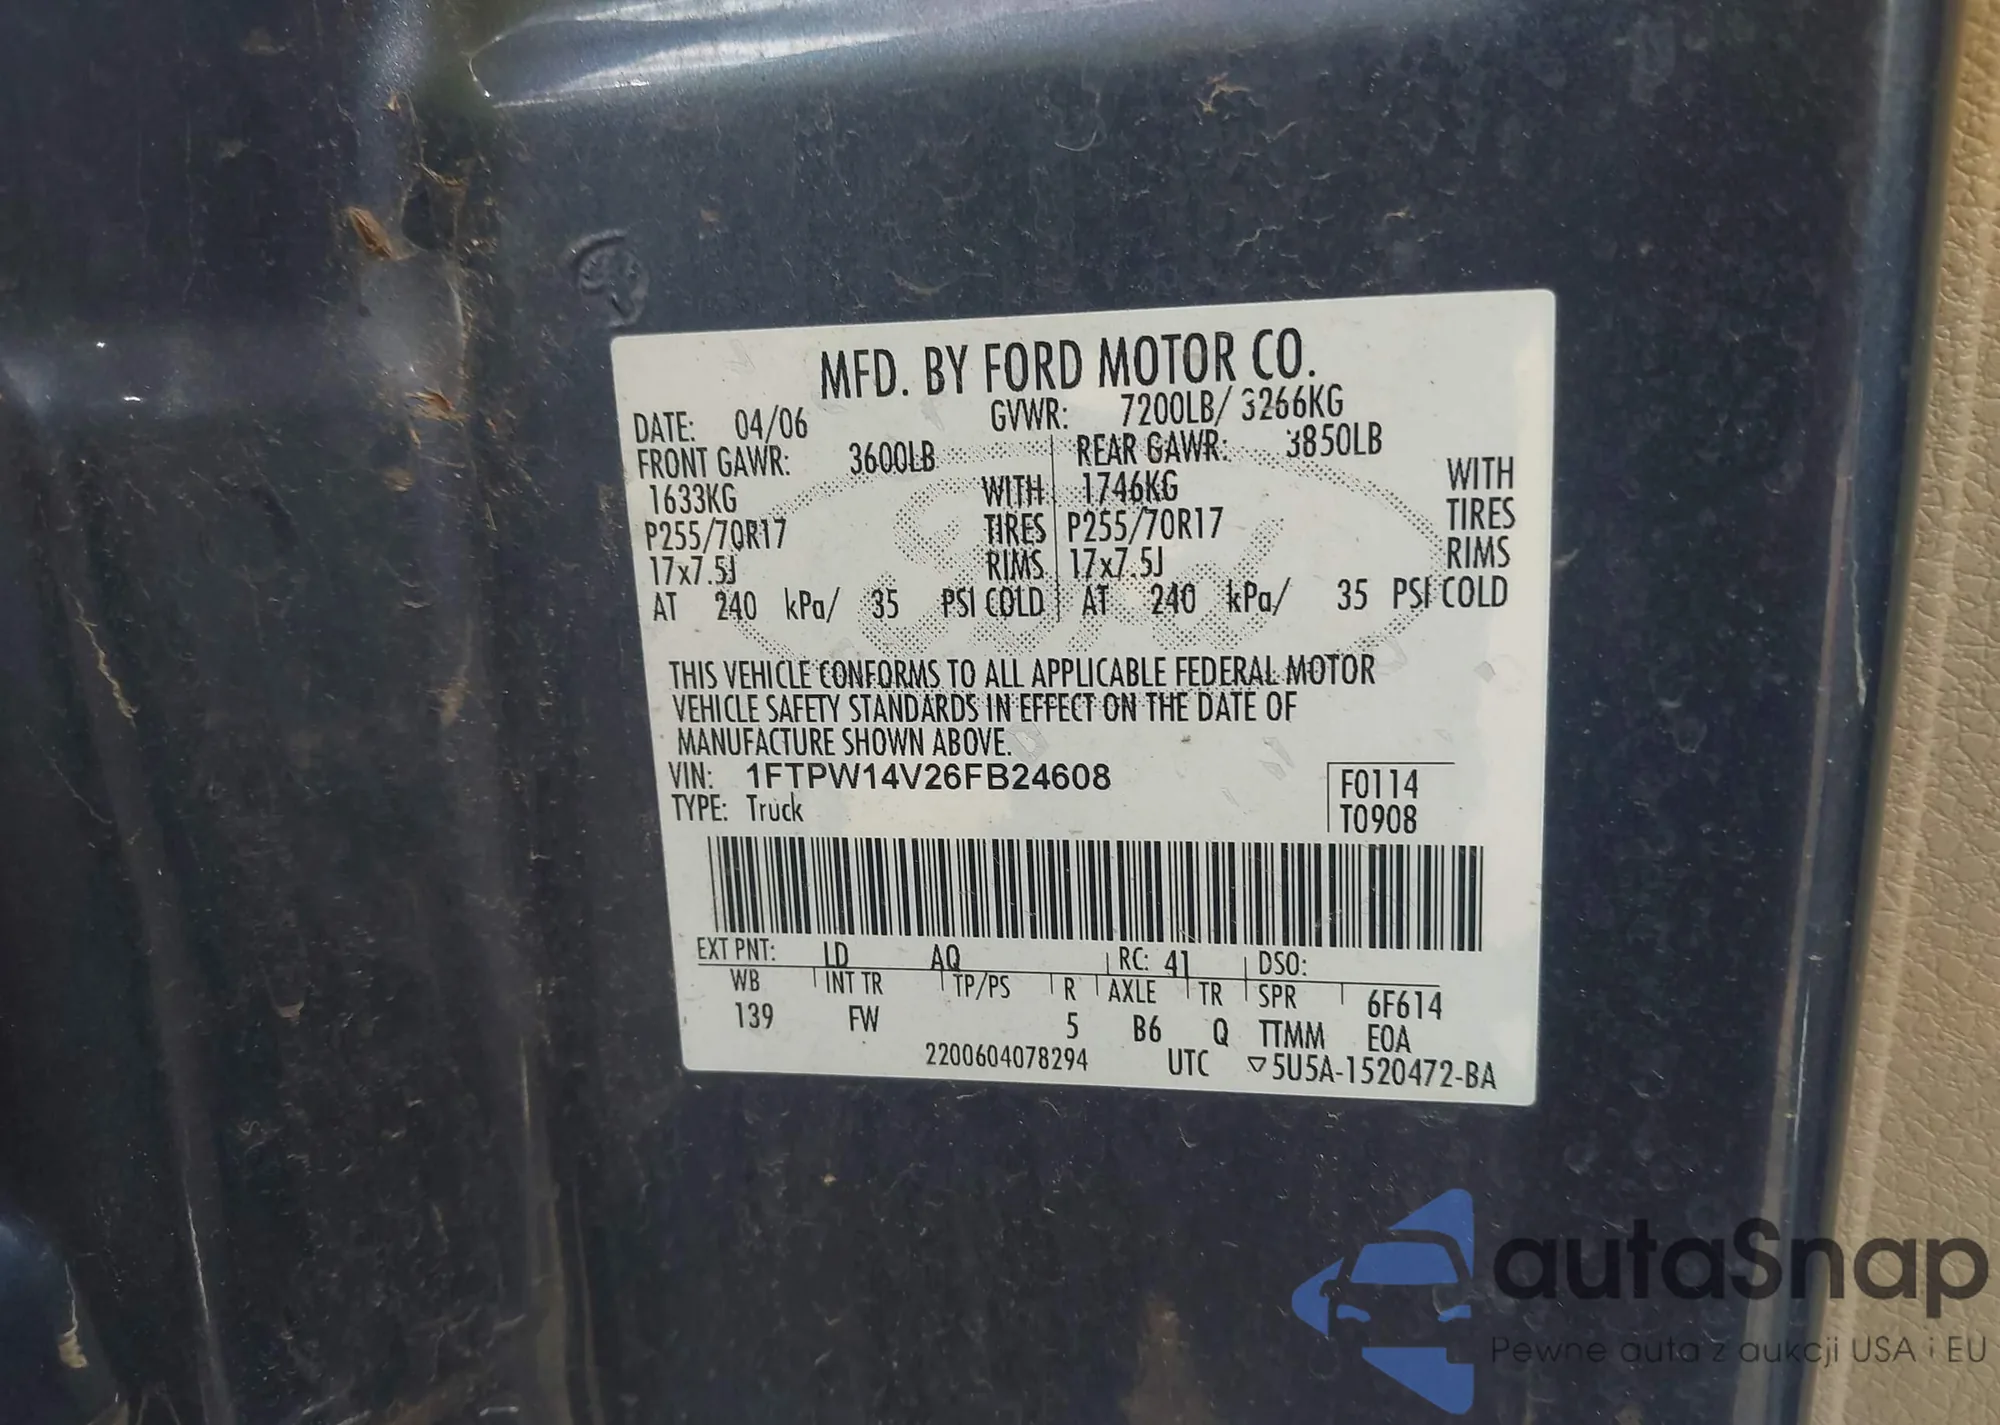 MFD. BY FORD MOTOR CO.
DATE: 04/06 GVWR: 7200LB/ 3266KG
FRONT GAWR: 3600LB REAR GAWR: 3850LB
1633KG WITH 1746KG WITH
P255/70R17 TIRES P255/70R17 TIRES
17x7.5J RIMS 17x7.5J RIMS
AT 240 kPa/ 35 PSI COLD AT 240 kPa/ 35 PSI COLD
THIS VEHICLE CONFORMS TO ALL APPLICABLE FEDERAL MOTOR
VEHICLE SAFETY STANDARDS IN EFFECT ON THE DATE OF
MANUFACTURE SHOWN ABOVE.
VIN: 1FTPW14V26FB24608 F0114
TYPE: Truck T0908
EXT PNT: LD AQ RC: 41 DSO:
WB INT TR TP/PS R AXLE TR SPR 6F614
139 FW 5 B6 Q TTMM E0A
2200604078294 UTC ▽5U5A-1520472-BA
autaSnap
Pewne auta z aukcji USA i EU